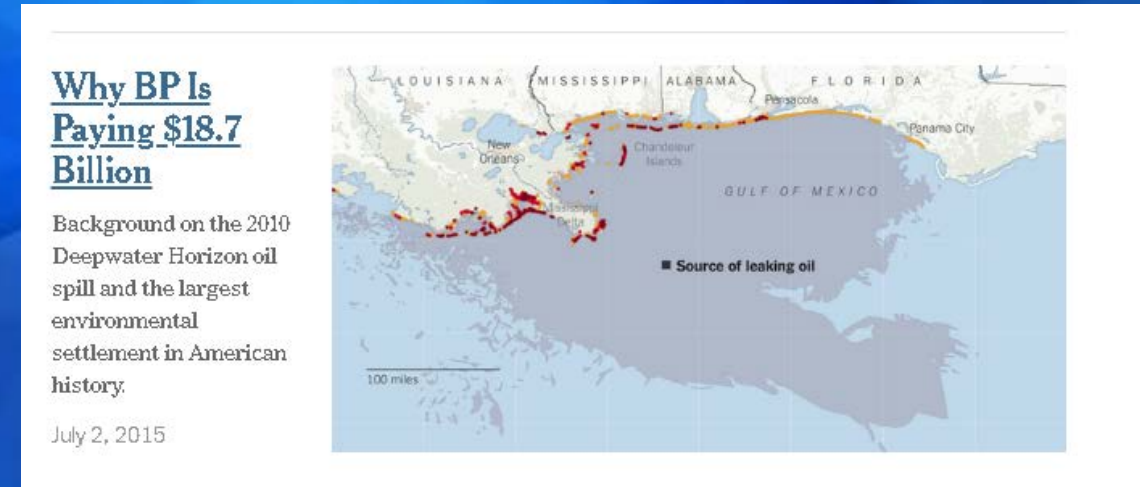 Why BP Is
Paying $18.7
Billion
Background on the 2010
Deepwater Horizon oil
spill and the largest
environmental
settlement in American
history.
July 2, 2015
LOUISIANA
MISSISSIPPI
ALABAMA
FLORIDA
Pensacola
Panama City
New
Orleans
Chandeleur
Islands
GULF OF MEXICO
Mississippi
Delta
Source of leaking oil
100 miles